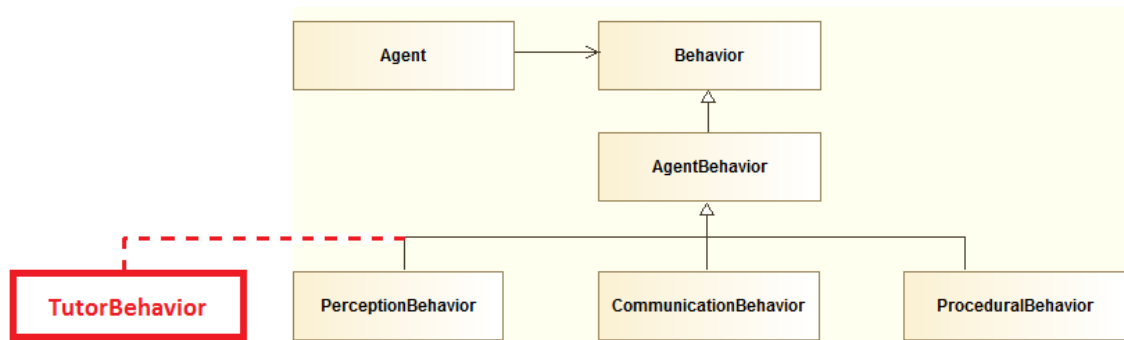 Agent
Behavior
AgentBehavior
TutorBehavior
PerceptionBehavior
CommunicationBehavior
ProceduralBehavior